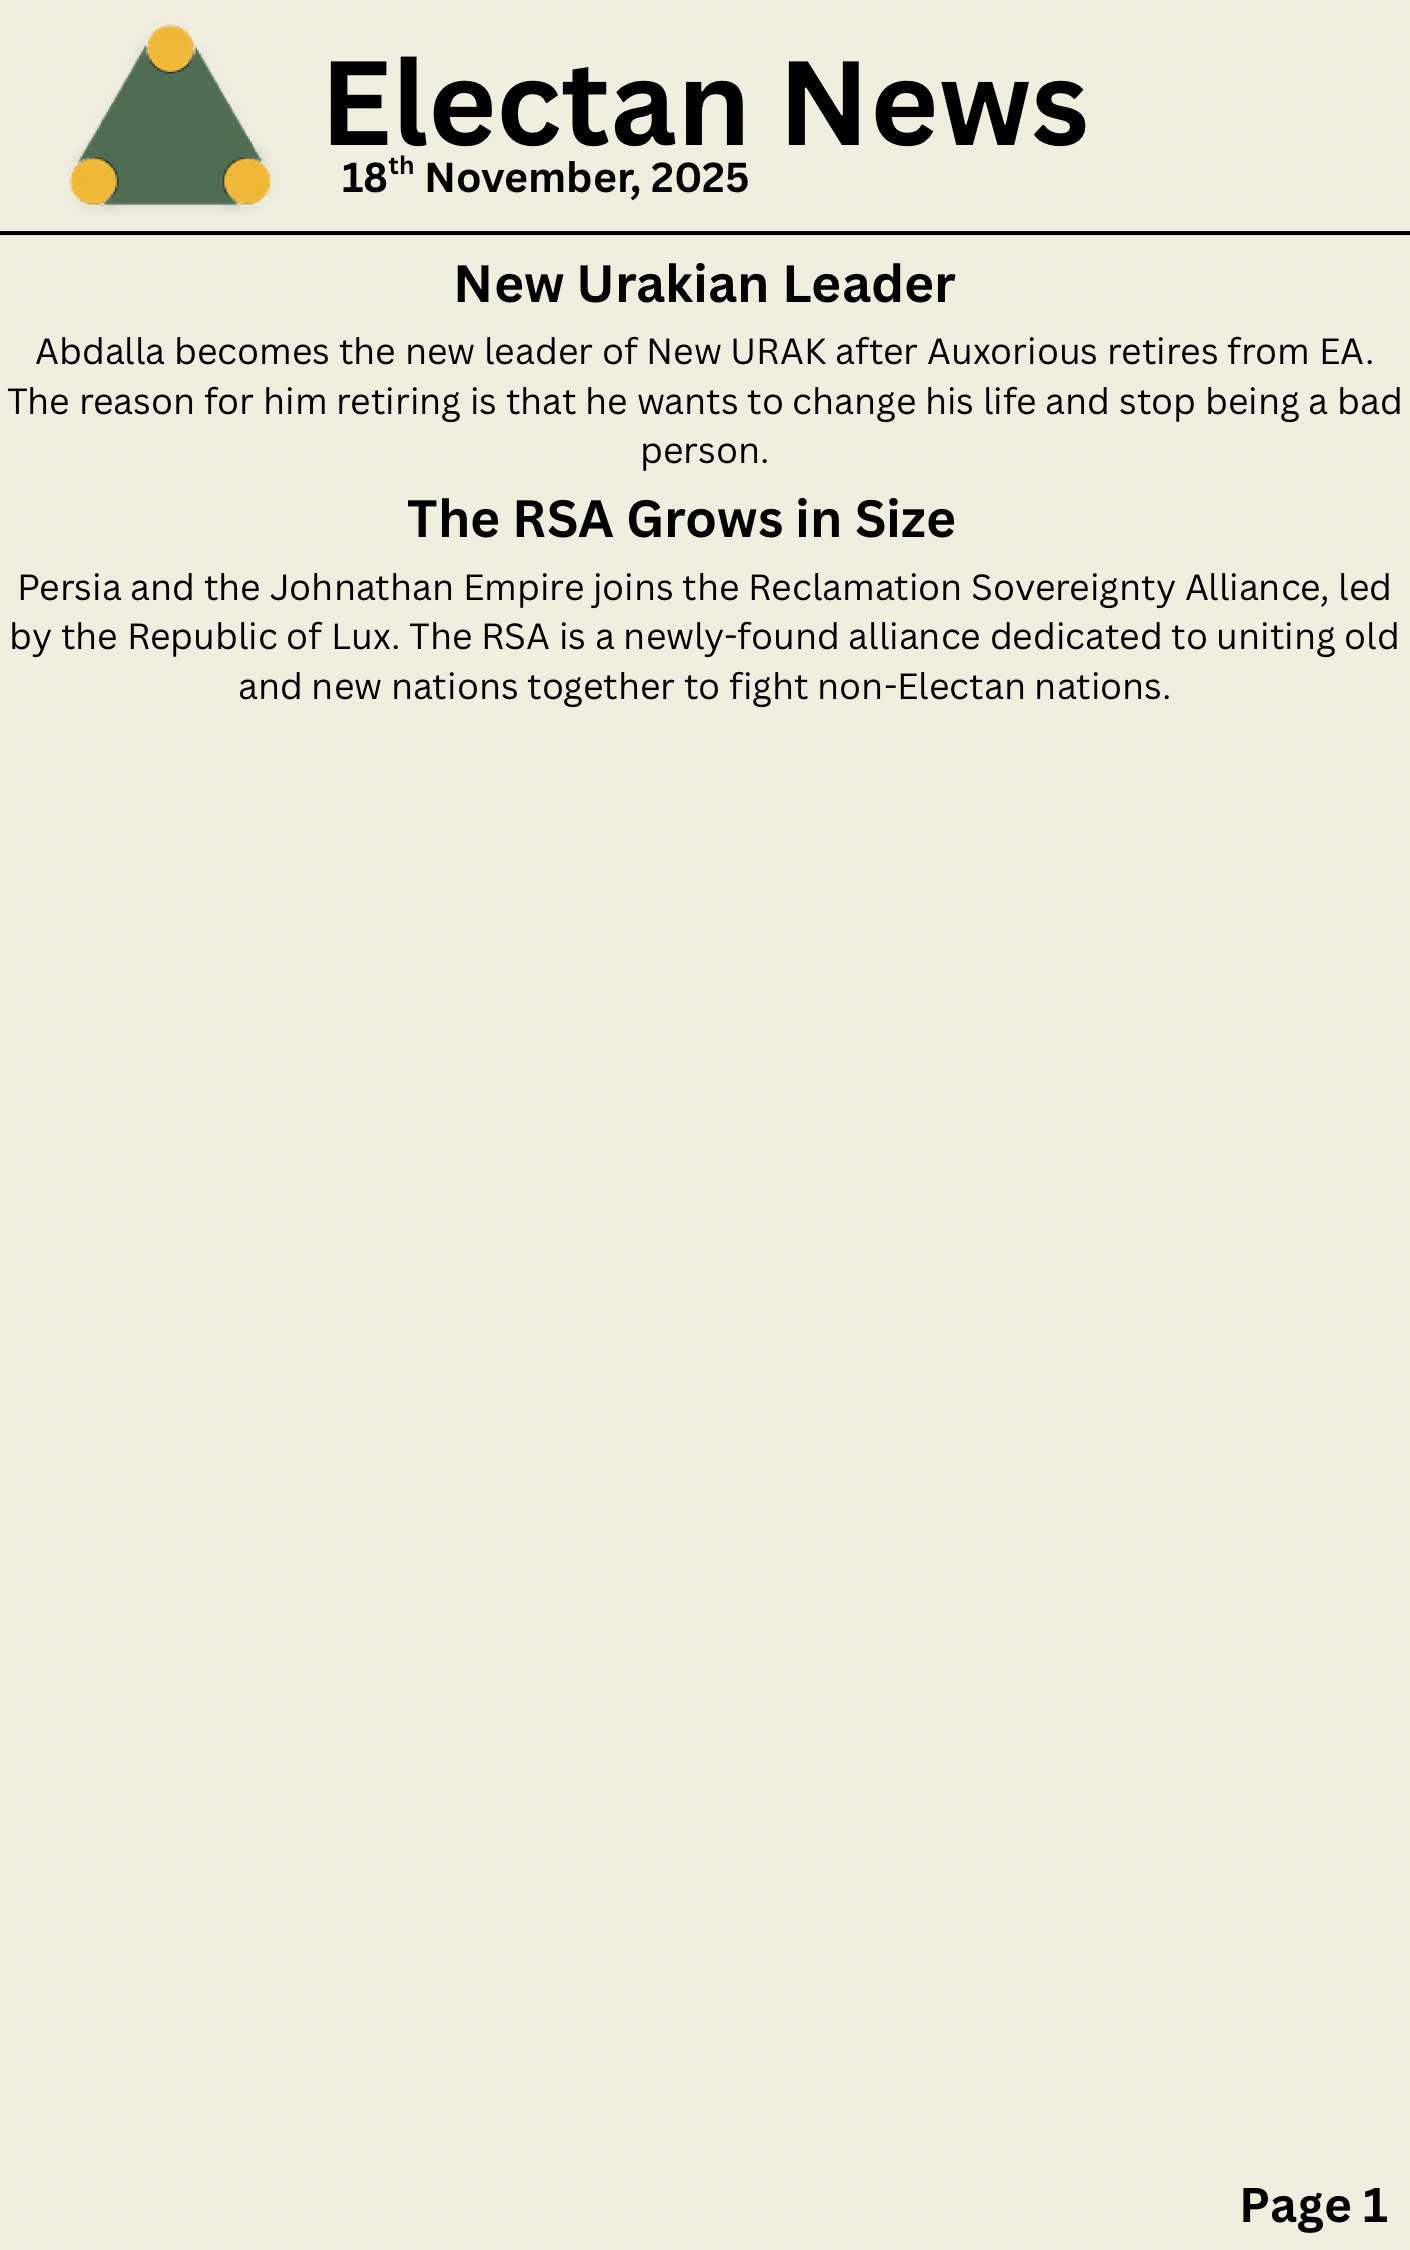 Electan News
18th November, 2025
New Urakian Leader
Abdalla becomes the new leader of New URAK after Auxorious retires from EA.
The reason for him retiring is that he wants to change his life and stop being a bad
person.
The RSA Grows in Size
Persia and the Johnathan Empire joins the Reclamation Sovereignty Alliance, led
by the Republic of Lux. The RSA is a newly-found alliance dedicated to uniting old
and new nations together to fight non-Electan nations.
Page 1